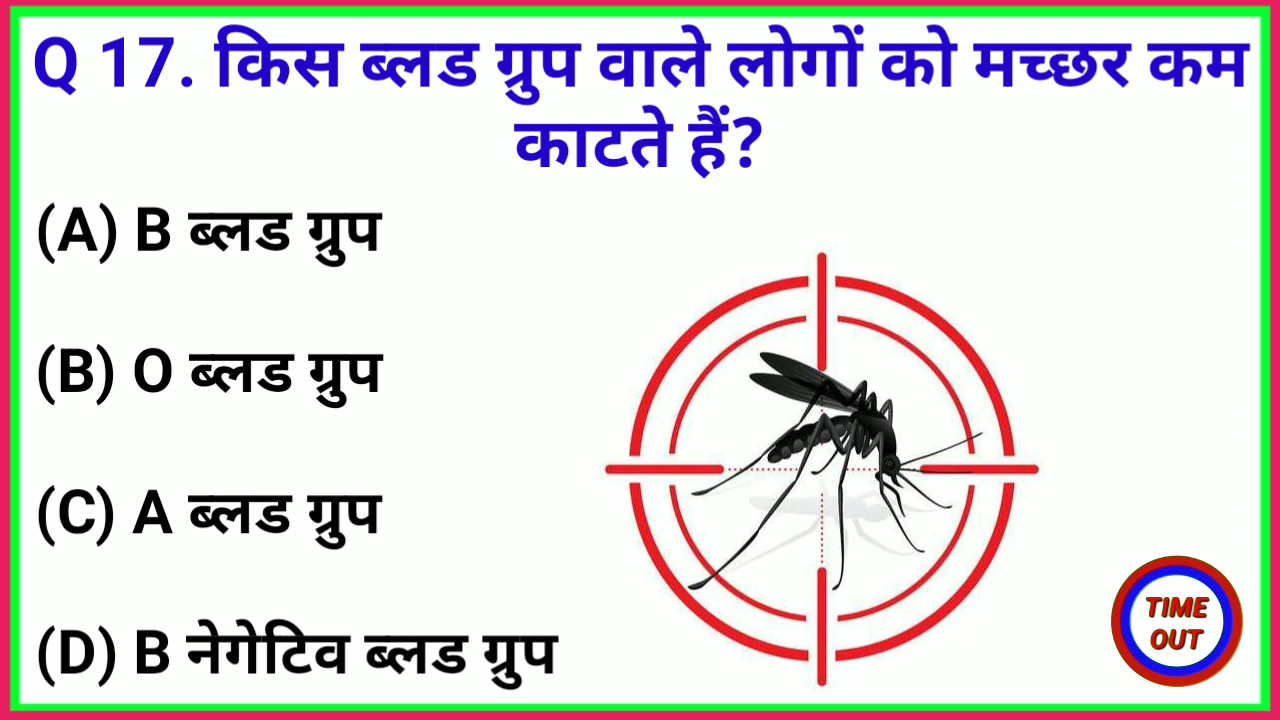 Q 17. किस ब्लड ग्रुप वाले लोगों को मच्छर कम
काटते हैं?
(A) B ब्लड ग्रुप
(B) O ब्लड ग्रुप
(C) A ब्लड ग्रुप
(D) B नेगेटिव ब्लड ग्रुप
TIME
OUT